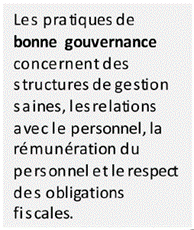 Les pratiques de
bonne gouvernance
concernent des
structures de gestion
saines, les relations
avec le personnel, la
rémunération du
personnel et le respect
des obligations
fiscales.